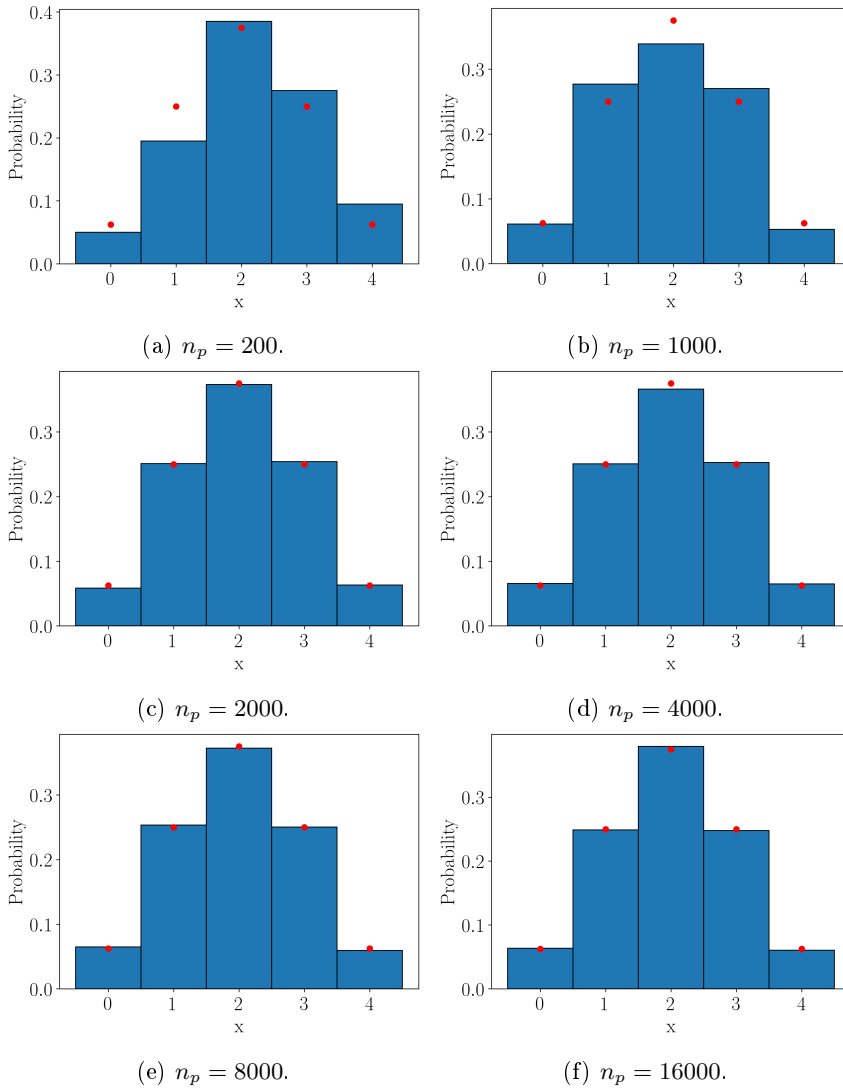 0.4
0.3
0.2
0.1
0.0
Probability
0 1 2 3 4
x
(a) n_p = 200.
0.3
0.2
0.1
0.0
Probability
0 1 2 3 4
x
(b) n_p = 1000.
0.3
0.2
0.1
0.0
Probability
0 1 2 3 4
x
(c) n_p = 2000.
0.3
0.2
0.1
0.0
Probability
0 1 2 3 4
x
(d) n_p = 4000.
0.3
0.2
0.1
0.0
Probability
0 1 2 3 4
x
(e) n_p = 8000.
0.3
0.2
0.1
0.0
Probability
0 1 2 3 4
x
(f) n_p = 16000.